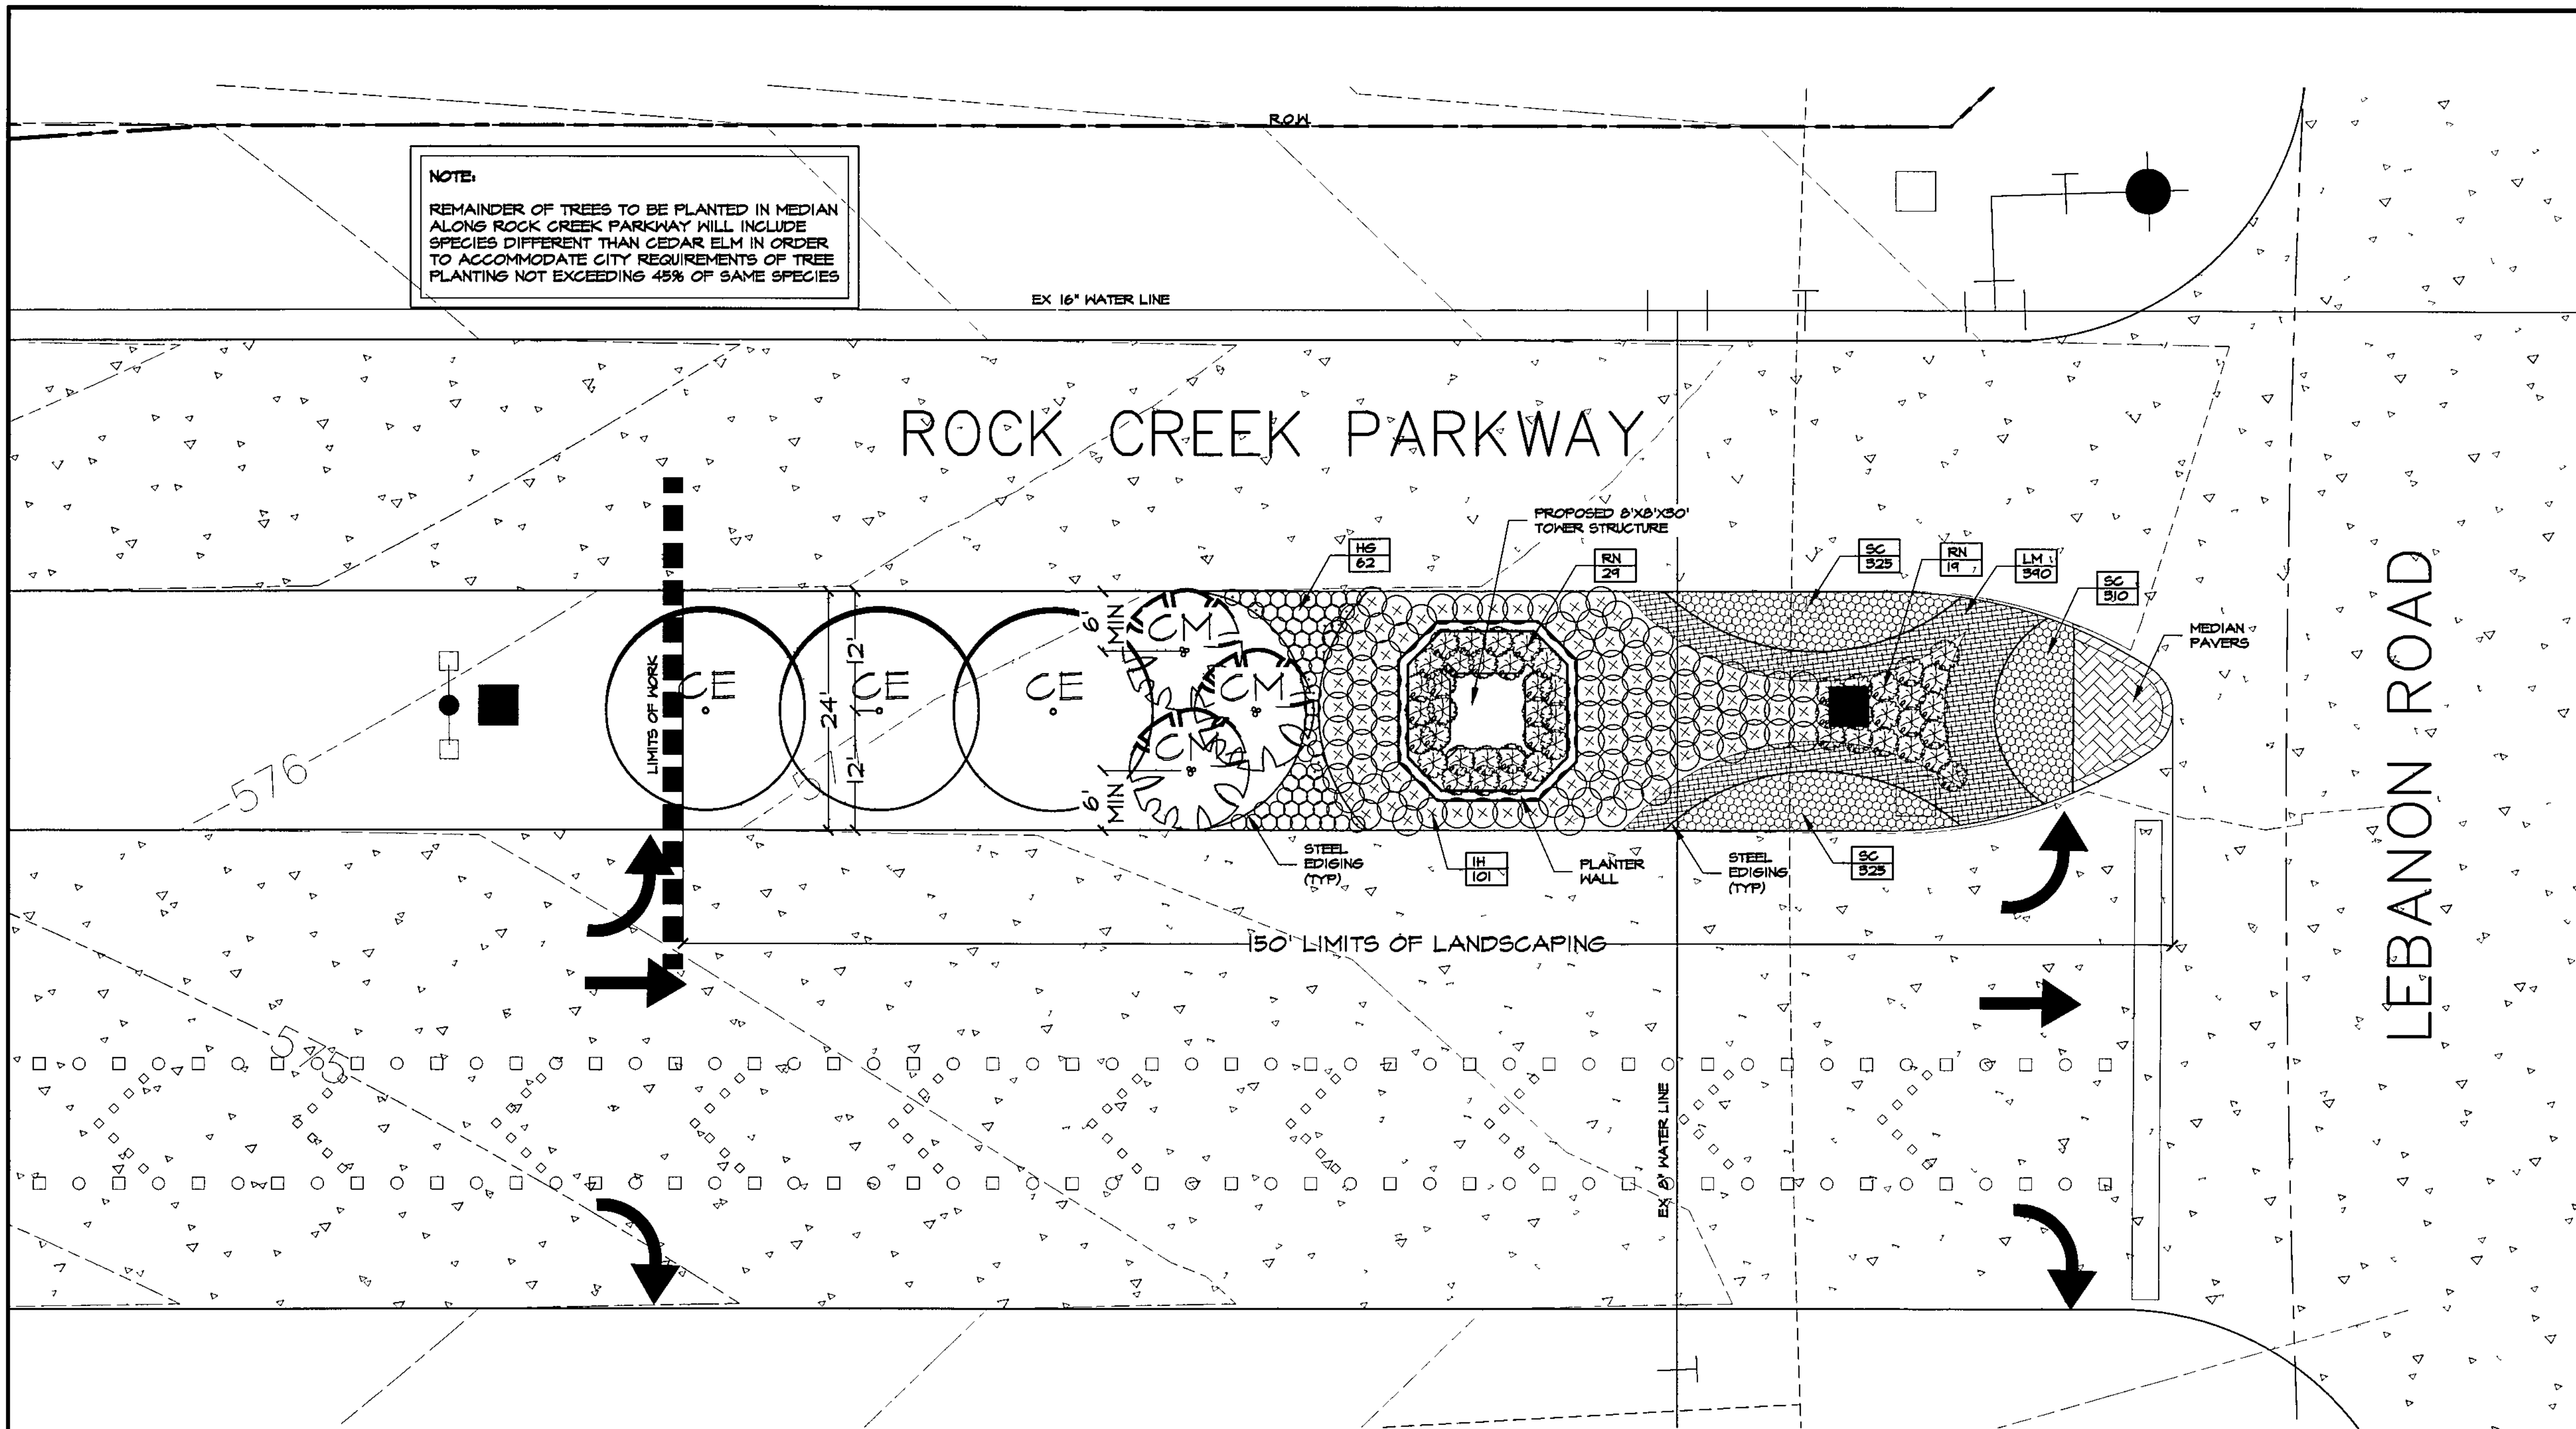 R.O.W.
NOTE:
REMAINDER OF TREES TO BE PLANTED IN MEDIAN
ALONG ROCK CREEK PARKWAY WILL INCLUDE
SPECIES DIFFERENT THAN CEDAR ELM IN ORDER
TO ACCOMMODATE CITY REQUIREMENTS OF TREE
PLANTING NOT EXCEEDING 45% OF SAME SPECIES
EX 16" WATER LINE
ROCK CREEK PARKWAY
PROPOSED 8'X8'X30'
TOWER STRUCTURE
HG
62
RN
29
SC
325
RN
19
LM
390
SC
310
MEDIAN
PAVERS
LEBANON ROAD
LIMITS OF WORK
CE
CE
CE
24'
12'
12'
6'
MIN
6'
MIN
CM
CM
CM
576
STEEL
EDIGING
(TYP)
IH
101
PLANTER
WALL
STEEL
EDIGING
(TYP)
SC
325
150' LIMITS OF LANDSCAPING
575
EX 8" WATER LINE